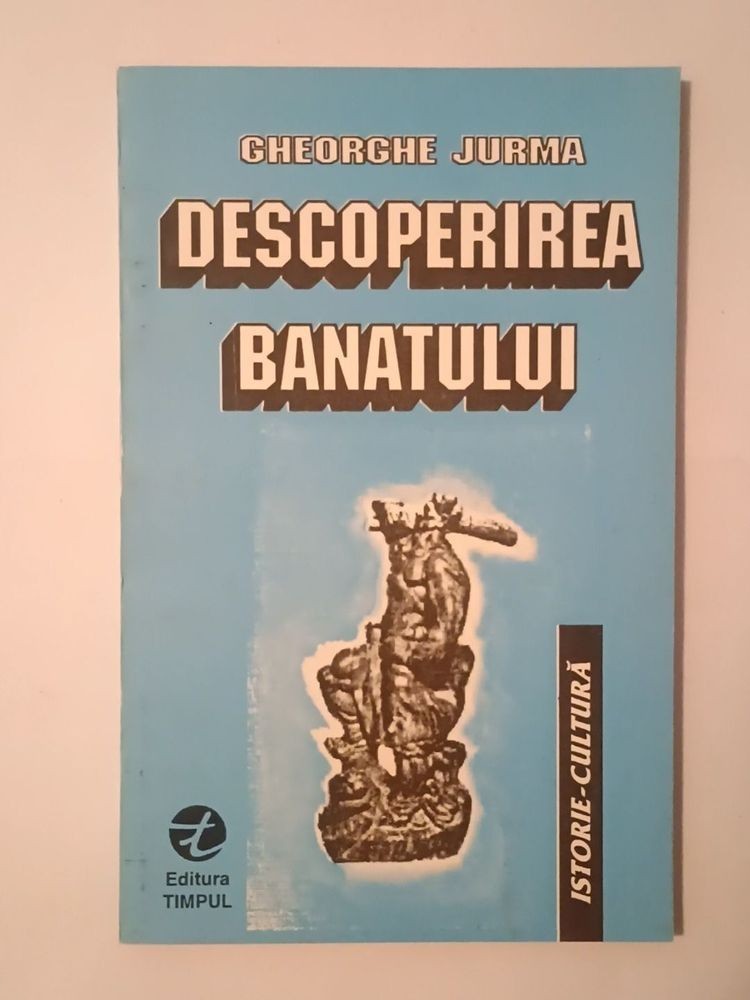 GHEORGHE JURMA
DESCOPERIREA
BANATULUI
ISTORIE-CULTURĂ
t
Editura
TIMPUL